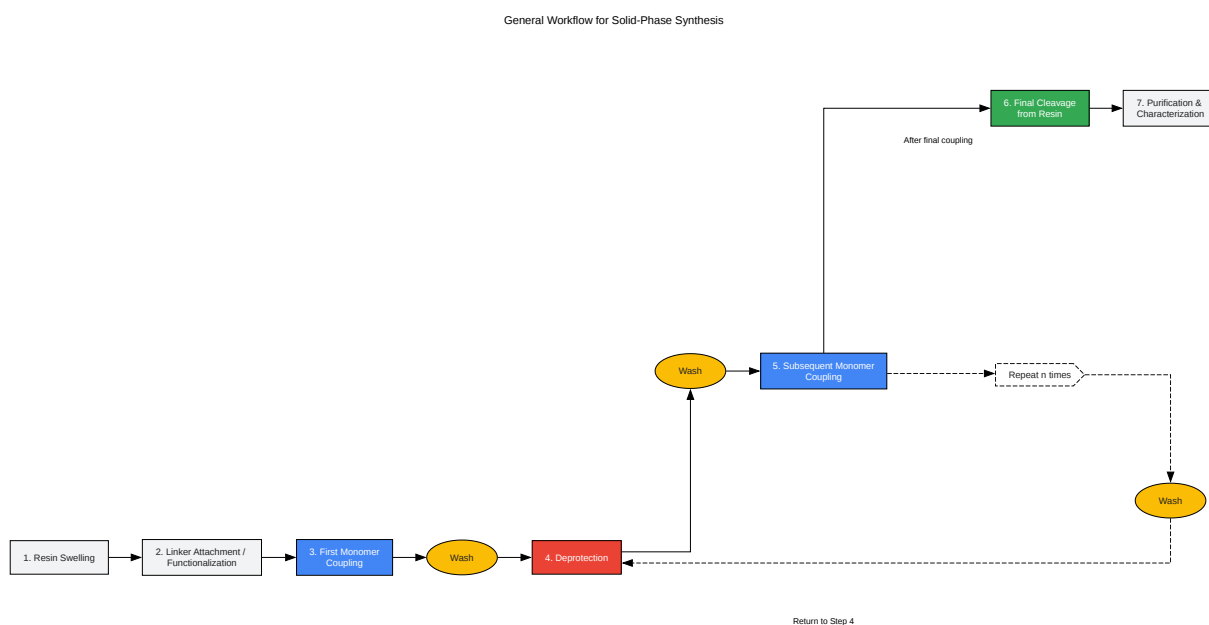 General Workflow for Solid-Phase Synthesis
6. Final Cleavage
from Resin
7. Purification &
Characterization
After final coupling
Wash
5. Subsequent Monomer
Coupling
Repeat n times
Wash
1. Resin Swelling
2. Linker Attachment /
Functionalization
3. First Monomer
Coupling
Wash
4. Deprotection
Return to Step 4